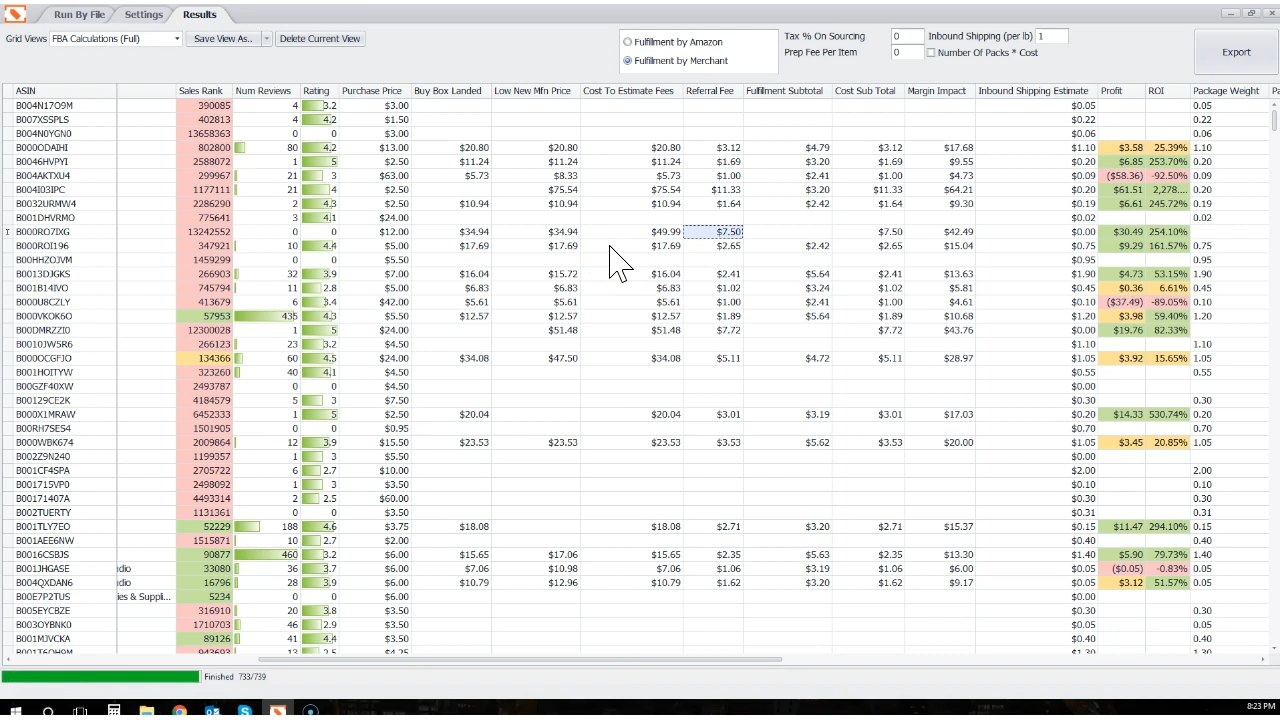 Run By File Settings Results
Grid Views FBA Calculations (Full) Save View As.. Delete Current View
Fulfillment by Amazon
Fulfillment by Merchant
Tax % On Sourcing 0 Inbound Shipping (per lb) 1
Prep Fee Per Item 0 Number Of Packs * Cost
Export
ASIN Sales Rank Num Reviews Rating Purchase Price Buy Box Landed Low New Mfn Price Cost To Estimate Fees Referral Fee Fulfillment Subtotal Cost Sub Total Margin Impact Inbound Shipping Estimate Profit ROI Package Weight Pa
B004N17O9M 390085 4 3.2 $3.00 $0.05 0.05
B007XSSPLS 402813 4 4.2 $1.50 $0.22 0.22
B004N0YGN0 13658363 0 0 $3.00 $0.06 0.06
B000ODAIHI 802800 80 4.2 $13.00 $20.80 $20.80 $20.80 $3.12 $4.79 $3.12 $17.68 $1.10 $3.58 25.39% 1.10
B0046HVPYI 2588072 1 5 $2.50 $11.24 $11.24 $11.24 $1.69 $3.20 $1.69 $9.55 $0.20 $6.85 253.70% 0.20
B004AKTXU4 299967 21 3 $63.00 $5.73 $8.33 $5.73 $1.00 $2.41 $1.00 $4.73 $0.09 ($58.36) -92.50% 0.09
B004I03IPC 1177111 21 4 $2.50 $75.54 $75.54 $11.33 $3.20 $11.33 $64.21 $0.20 $61.51 2,278.... 0.20
B0032URMW4 2286290 2 4.3 $2.50 $10.94 $10.94 $10.94 $1.64 $2.42 $1.64 $9.30 $0.19 $6.61 245.72% 0.19
B001DHVRMO 775641 3 4.1 $24.00 $0.02 0.02
B000RO7IXG 13242552 0 0 $12.00 $34.94 $34.94 $49.99 $7.50 $7.50 $42.49 $0.00 $30.49 254.10%
B000ROI196 347921 10 4.4 $5.00 $17.69 $17.69 $17.69 $2.65 $2.42 $2.65 $15.04 $0.75 $9.29 161.57% 0.75
B00HHZOJVM 1459299 0 0 $5.50 $0.95 0.95
B0013DJGKS 266903 32 3.9 $7.00 $16.04 $15.72 $16.04 $2.41 $5.64 $2.41 $13.63 $1.90 $4.73 53.15% 1.90
B001B14IVO 745794 11 2.8 $5.00 $6.83 $6.83 $6.83 $1.02 $3.24 $1.02 $5.81 $0.45 $0.36 6.61% 0.45
B000U8CZLY 413679 6 3.4 $42.00 $5.61 $5.61 $5.61 $1.00 $2.41 $1.00 $4.61 $0.10 ($37.49) -89.05% 0.10
B000VKOK6O 57953 435 4.3 $5.50 $12.57 $12.57 $12.57 $1.89 $5.64 $1.89 $10.68 $1.20 $3.98 59.40% 1.20
B00DMRZZI0 12300028 1 5 $24.00 $51.48 $51.48 $7.72 $7.72 $43.76 $0.00 $19.76 82.33%
B0010JW5R6 266123 23 3.2 $4.50 $1.10 1.10
B000OCGFJO 134366 60 4.5 $24.00 $34.08 $47.50 $34.08 $5.11 $4.72 $5.11 $28.97 $1.05 $3.92 15.65% 1.05
B001HOITYW 323260 40 4.1 $4.50 $0.55 0.55
B00GZF40XW 2493787 0 0 $4.50 $0.00
B00129CE2K 4184579 5 3 $7.50 $0.30 0.30
B000X1MRAW 6452333 1 5 $2.50 $20.04 $20.04 $3.01 $3.19 $3.01 $17.03 $0.20 $14.33 530.74% 0.20
B00RH7SES4 1501905 0 0 $0.95 $0.70 0.70
B000WBK674 2009864 12 3.9 $15.50 $23.53 $23.53 $23.53 $3.53 $5.62 $3.53 $20.00 $1.05 $3.45 20.85% 1.05
B002Z9N240 1199357 1 3 $5.50 $0.00
B001CF4SPA 2705722 6 2.7 $10.00 $2.00 2.00
B001715VP0 2498092 1 3 $3.50 $0.10 0.10
B00171407A 4493314 2 2.5 $60.00 $0.30 0.30
B002TUERTY 1131361 0 0 $3.50 $0.31 0.31
B001TLY7EO 52229 188 4.6 $3.75 $18.08 $18.08 $2.71 $3.20 $2.71 $15.37 $0.15 $11.47 294.10% 0.15
B001AEE6NW 1515871 10 2.7 $2.00 $0.40 0.40
B0016CSBJS 90877 460 3.2 $6.00 $15.65 $17.06 $15.65 $2.35 $5.63 $2.35 $13.30 $1.40 $5.90 79.73% 1.40
B001JHGASE udio 33080 36 3.7 $6.00 $7.06 $10.98 $7.06 $1.06 $3.19 $1.06 $6.00 $0.05 ($0.05) -0.83% 0.05
B004QXDAN6 udio 16796 28 3.9 $6.00 $10.79 $12.96 $10.79 $1.62 $3.20 $1.62 $9.17 $0.05 $3.12 51.57% 0.05
B00E7P2TUS ies & Suppli... 5234 0 0 $6.00 $0.00
B005EYCBZE 316910 20 3.8 $3.50 $0.30 0.30
B003OYBNK0 1710703 46 2.9 $3.50 $0.05 0.05
B001MJVCKA 89126 41 4.4 $3.50 $0.40 0.40
B001T6OH9M 943693 13 2.5 $4.25 $1.30 1.30
Finished 733/739
8:23 PM